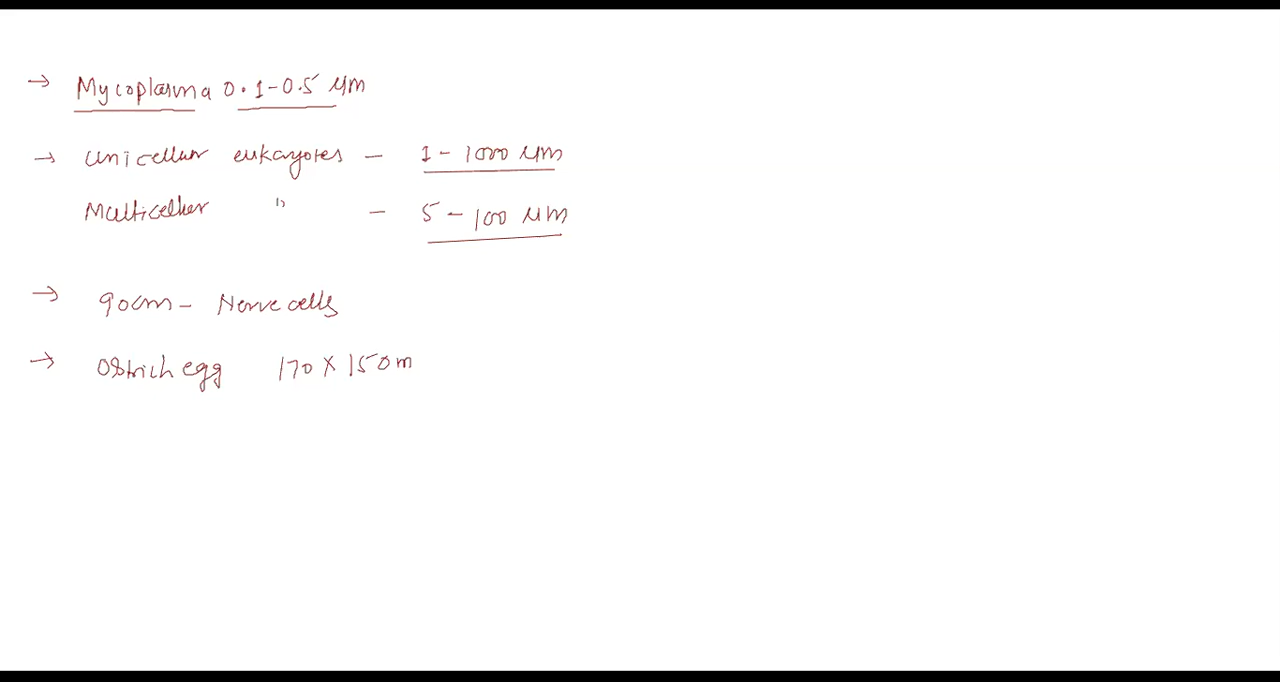 → Mycoplasma 0.1-0.5 μm
→ unicellular eukaryotes - 1 - 1000 μm
Multicelluler " - 5 - 100 μm
→ 90cm - Nerve cells
→ Ostrich egg 170 X 150m